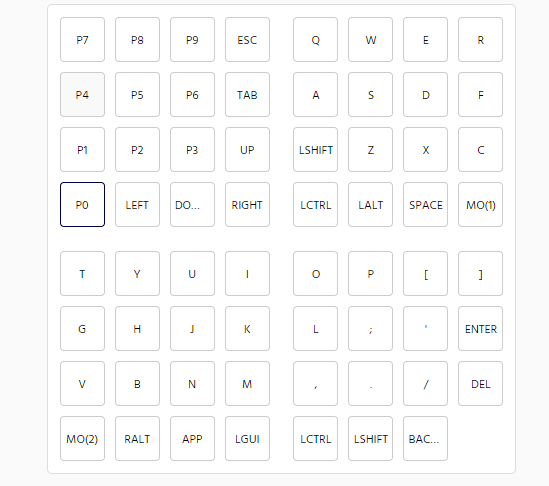 P7 P8 P9 ESC Q W E R
P4 P5 P6 TAB A S D F
P1 P2 P3 UP LSHIFT Z X C
P0 LEFT DO... RIGHT LCTRL LALT SPACE MO(1)
T Y U I O P [ ]
G H J K L ; ' ENTER
V B N M , . / DEL
MO(2) RALT APP LGUI LCTRL LSHIFT BAC...